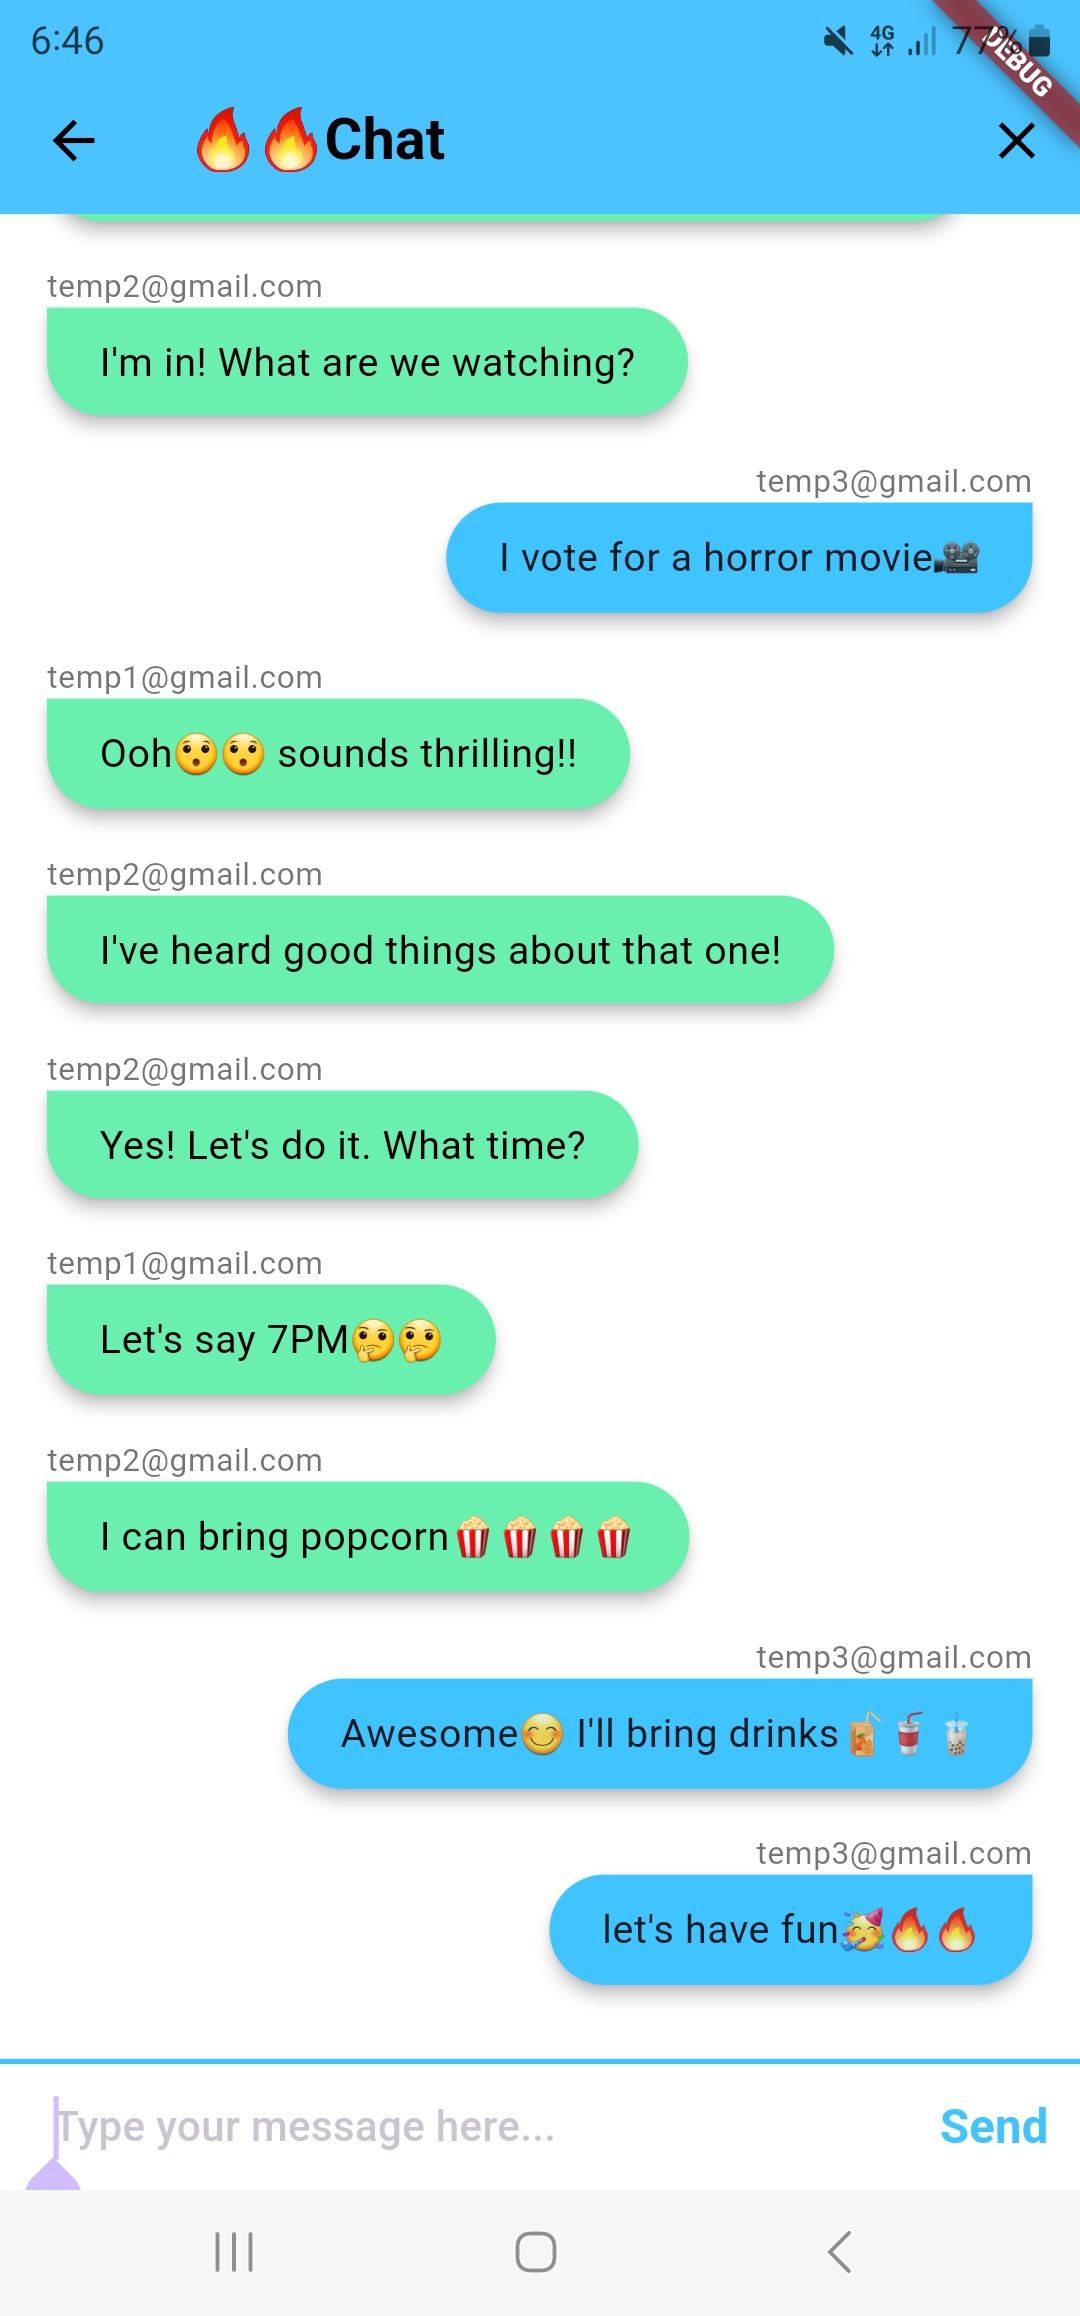 6:46
4G
77%
DEBUG
🔥🔥Chat
temp2@gmail.com
I'm in! What are we watching?
temp3@gmail.com
I vote for a horror movie🎥
temp1@gmail.com
Ooh😯😯 sounds thrilling!!
temp2@gmail.com
I've heard good things about that one!
temp2@gmail.com
Yes! Let's do it. What time?
temp1@gmail.com
Let's say 7PM🤔🤔
temp2@gmail.com
I can bring popcorn🍿🍿🍿🍿
temp3@gmail.com
Awesome😊 I'll bring drinks🧃🥤🧋
temp3@gmail.com
let's have fun🥳🔥🔥
Type your message here...
Send